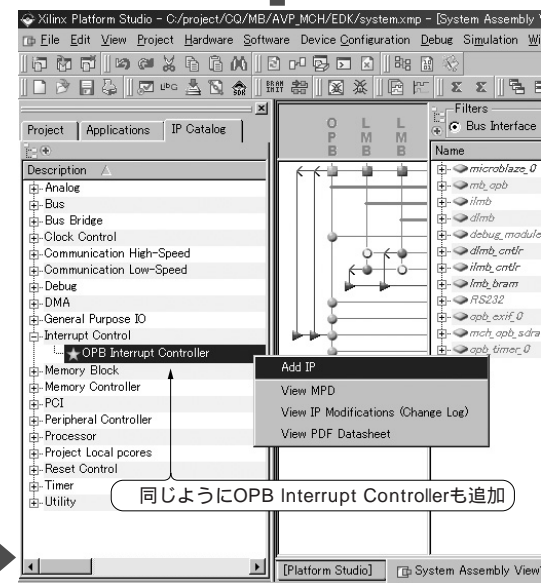 Xilinx Platform Studio - C:/project/CQ/MB/AVP_MCH/EDK/system.xmp - [System Assembly
File Edit View Project Hardware Software Device Configuration Debug Simulation Wi
Filters
Bus Interface
Project Applications IP Catalog
OPB LMB LMB
Name
Description
Analog
Bus
Bus Bridge
Clock Control
Communication High-Speed
Communication Low-Speed
Debug
DMA
General Purpose IO
Interrupt Control
OPB Interrupt Controller
Memory Block
Memory Controller
PCI
Peripheral Controller
Processor
Project Local pcores
Reset Control
Timer
Utility
microblaze_0
mb_opb
ilmb
dlmb
debug_module
dlmb_cntlr
ilmb_cntlr
lmb_bram
RS232
opb_exif_0
mch_opb_sdra
opb_timer_0
Add IP
View MPD
View IP Modifications (Change Log)
View PDF Datasheet
同じようにOPB Interrupt Controllerも追加
[Platform Studio] System Assembly View